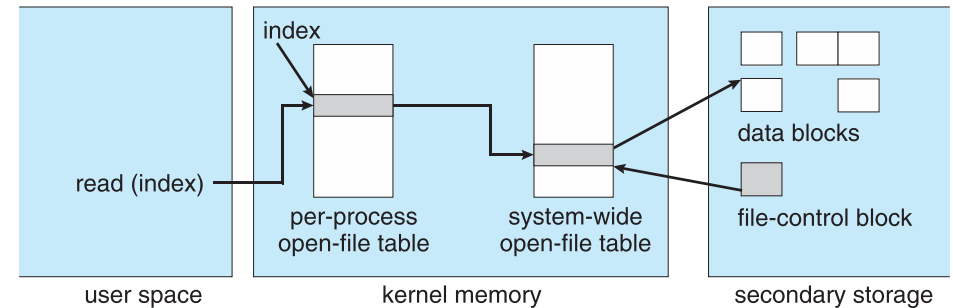 index
read (index)
per-process
open-file table
system-wide
open-file table
data blocks
file-control block
user space
kernel memory
secondary storage